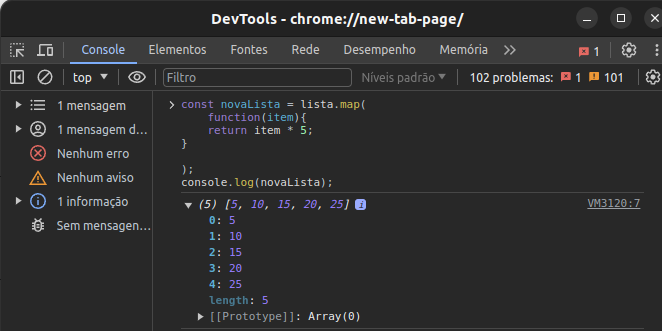 DevTools - chrome://new-tab-page/
Console Elementos Fontes Rede Desempenho Memória 1
top Filtro Níveis padrão 102 problemas: 1 101
1 mensagem
1 mensagem d...
Nenhum erro
Nenhum aviso
1 informação
Sem mensagen...
const novaLista = lista.map(
function(item){
return item * 5;
}
);
console.log(novaLista);
(5) [5, 10, 15, 20, 25] i VM3120:7
0: 5
1: 10
2: 15
3: 20
4: 25
length: 5
[[Prototype]]: Array(0)